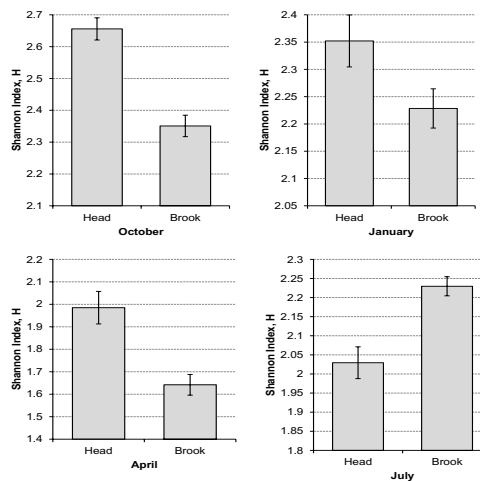 Shannon Index, H
2.7
2.6
2.5
2.4
2.3
2.2
2.1
Head
Brook
October
Shannon Index, H
2.4
2.35
2.3
2.25
2.2
2.15
2.1
2.05
Head
Brook
January
Shannon Index, H
2.2
2.1
2
1.9
1.8
1.7
1.6
1.5
1.4
Head
Brook
April
Shannon Index, H
2.3
2.25
2.2
2.15
2.1
2.05
2
1.95
1.9
1.85
1.8
Head
Brook
July